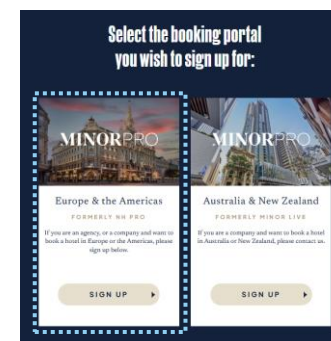 Select the booking portal
you wish to sign up for:
MINORPRO
Europe & the Americas
FORMERLY NH PRO
If you are an agency, or a company and want to
book a hotel in Europe or the Americas, please
sign up below.
SIGN UP
MINORPRO
Australia & New Zealand
FORMERLY MINOR LIVE
If you are a company and want to book a hotel
in Australia or New Zealand, please contact us.
SIGN UP